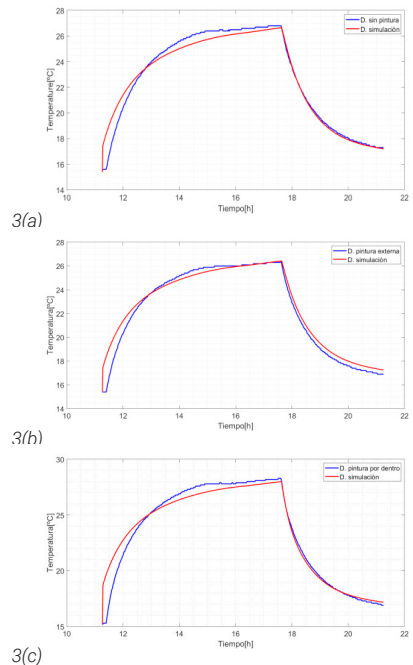 28
26
24
22
20
18
16
14
Temperature[ºC]
D. sin pintura
D. simulación
10 12 14 16 18 20 22
Tiempo[h]
3(a)
28
26
24
22
20
18
16
14
Temperatura[ºC]
D. pintura externa
D. simulación
10 12 14 16 18 20 22
Tiempo[h]
3(b)
30
25
20
15
Temperatura[ºC]
D. pintura por dentro
D. simulación
10 12 14 16 18 20 22
Tiempo[h]
3(c)